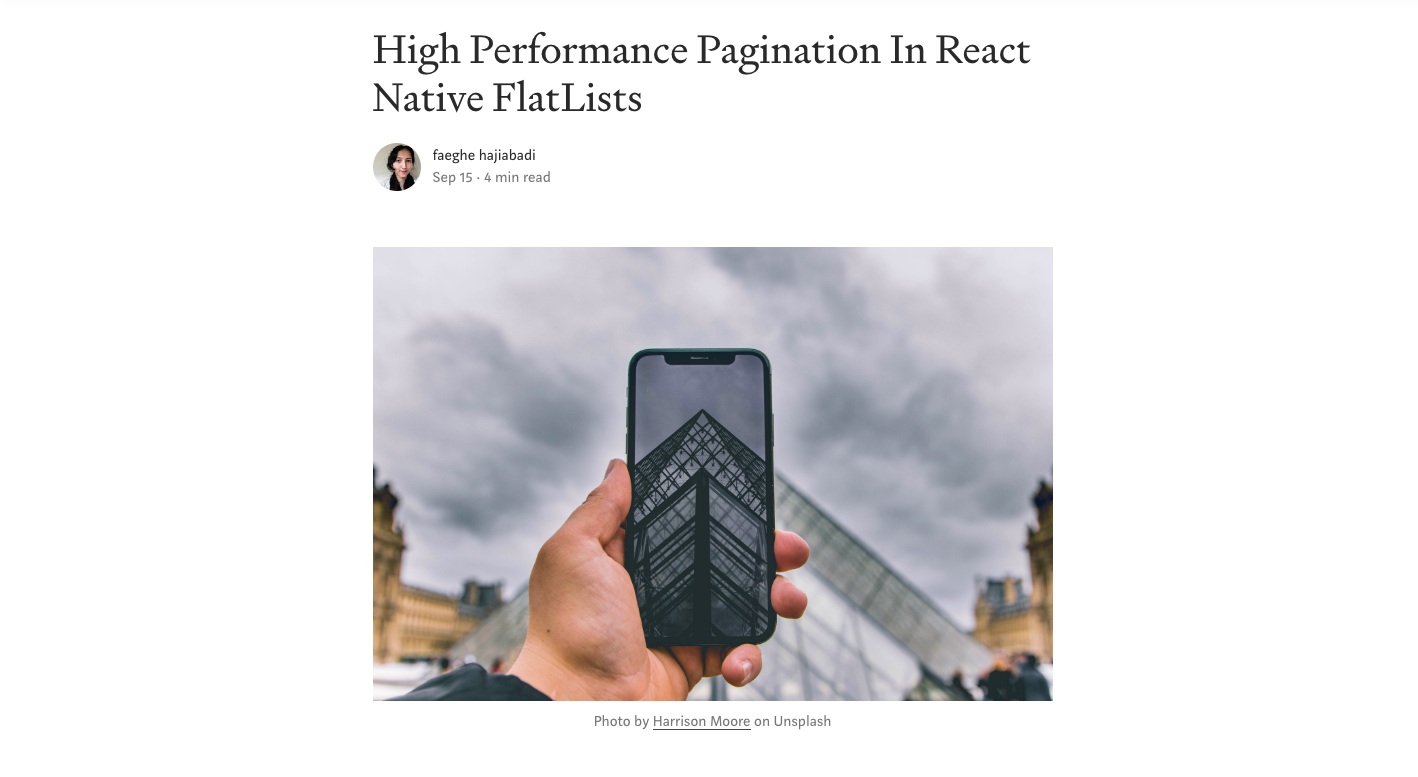 High Performance Pagination In React
Native FlatLists
faeghe hajiabadi
Sep 15 · 4 min read
Photo by Harrison Moore on Unsplash